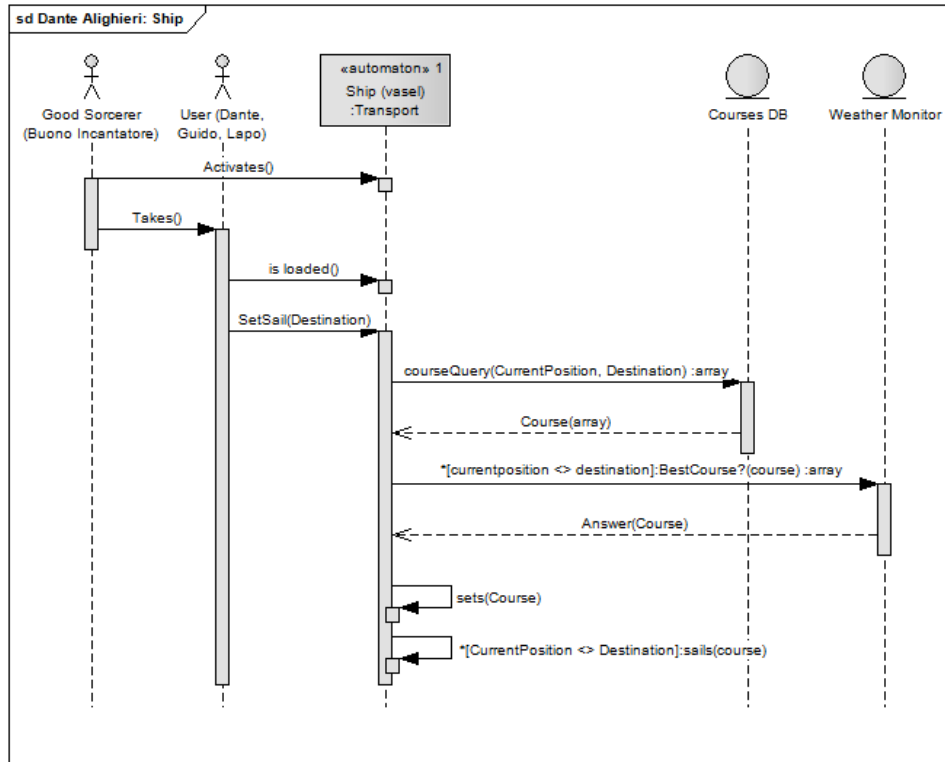 sd Dante Alighieri: Ship
«automaton» 1
Ship (vasel)
:Transport
Good Sorcerer
(Buono Incantatore)
User (Dante,
Guido, Lapo)
Courses DB
Weather Monitor
Activates()
Takes()
is loaded()
SetSail(Destination)
courseQuery(CurrentPosition, Destination) :array
Course(array)
*[currentposition <> destination]:BestCourse?(course) :array
Answer(Course)
sets(Course)
*[CurrentPosition <> Destination]:sails(course)